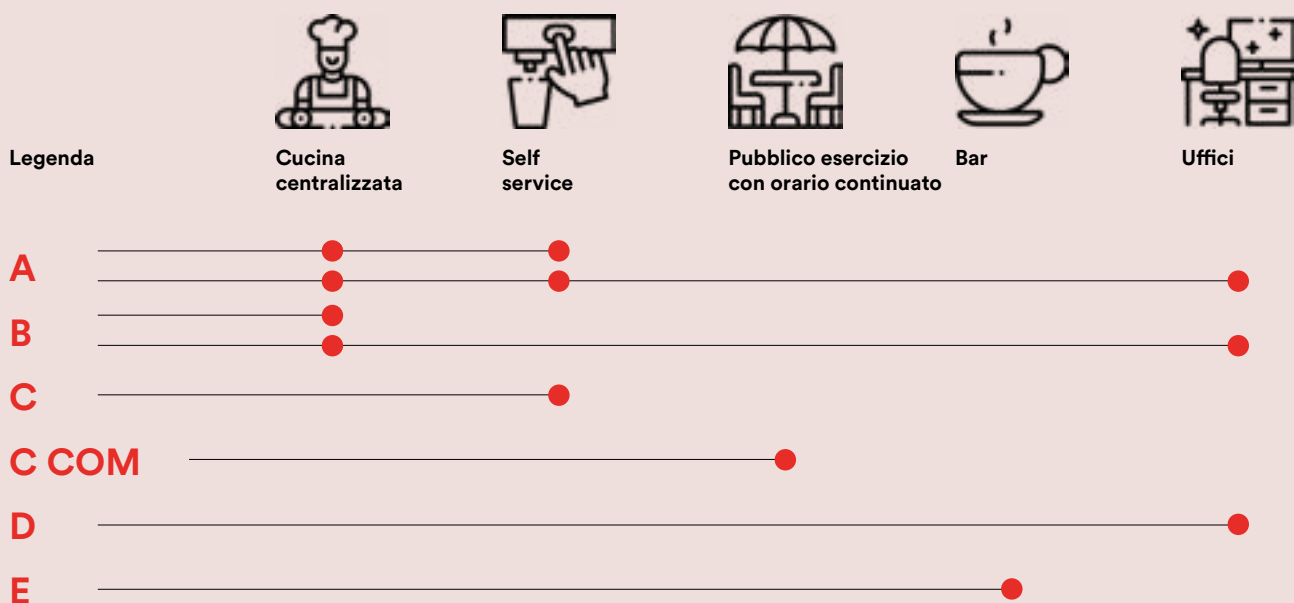 Legenda
Cucina
centralizzata
Self
service
Pubblico esercizio
con orario continuato
Bar
Uffici
A
B
C
C COM
D
E